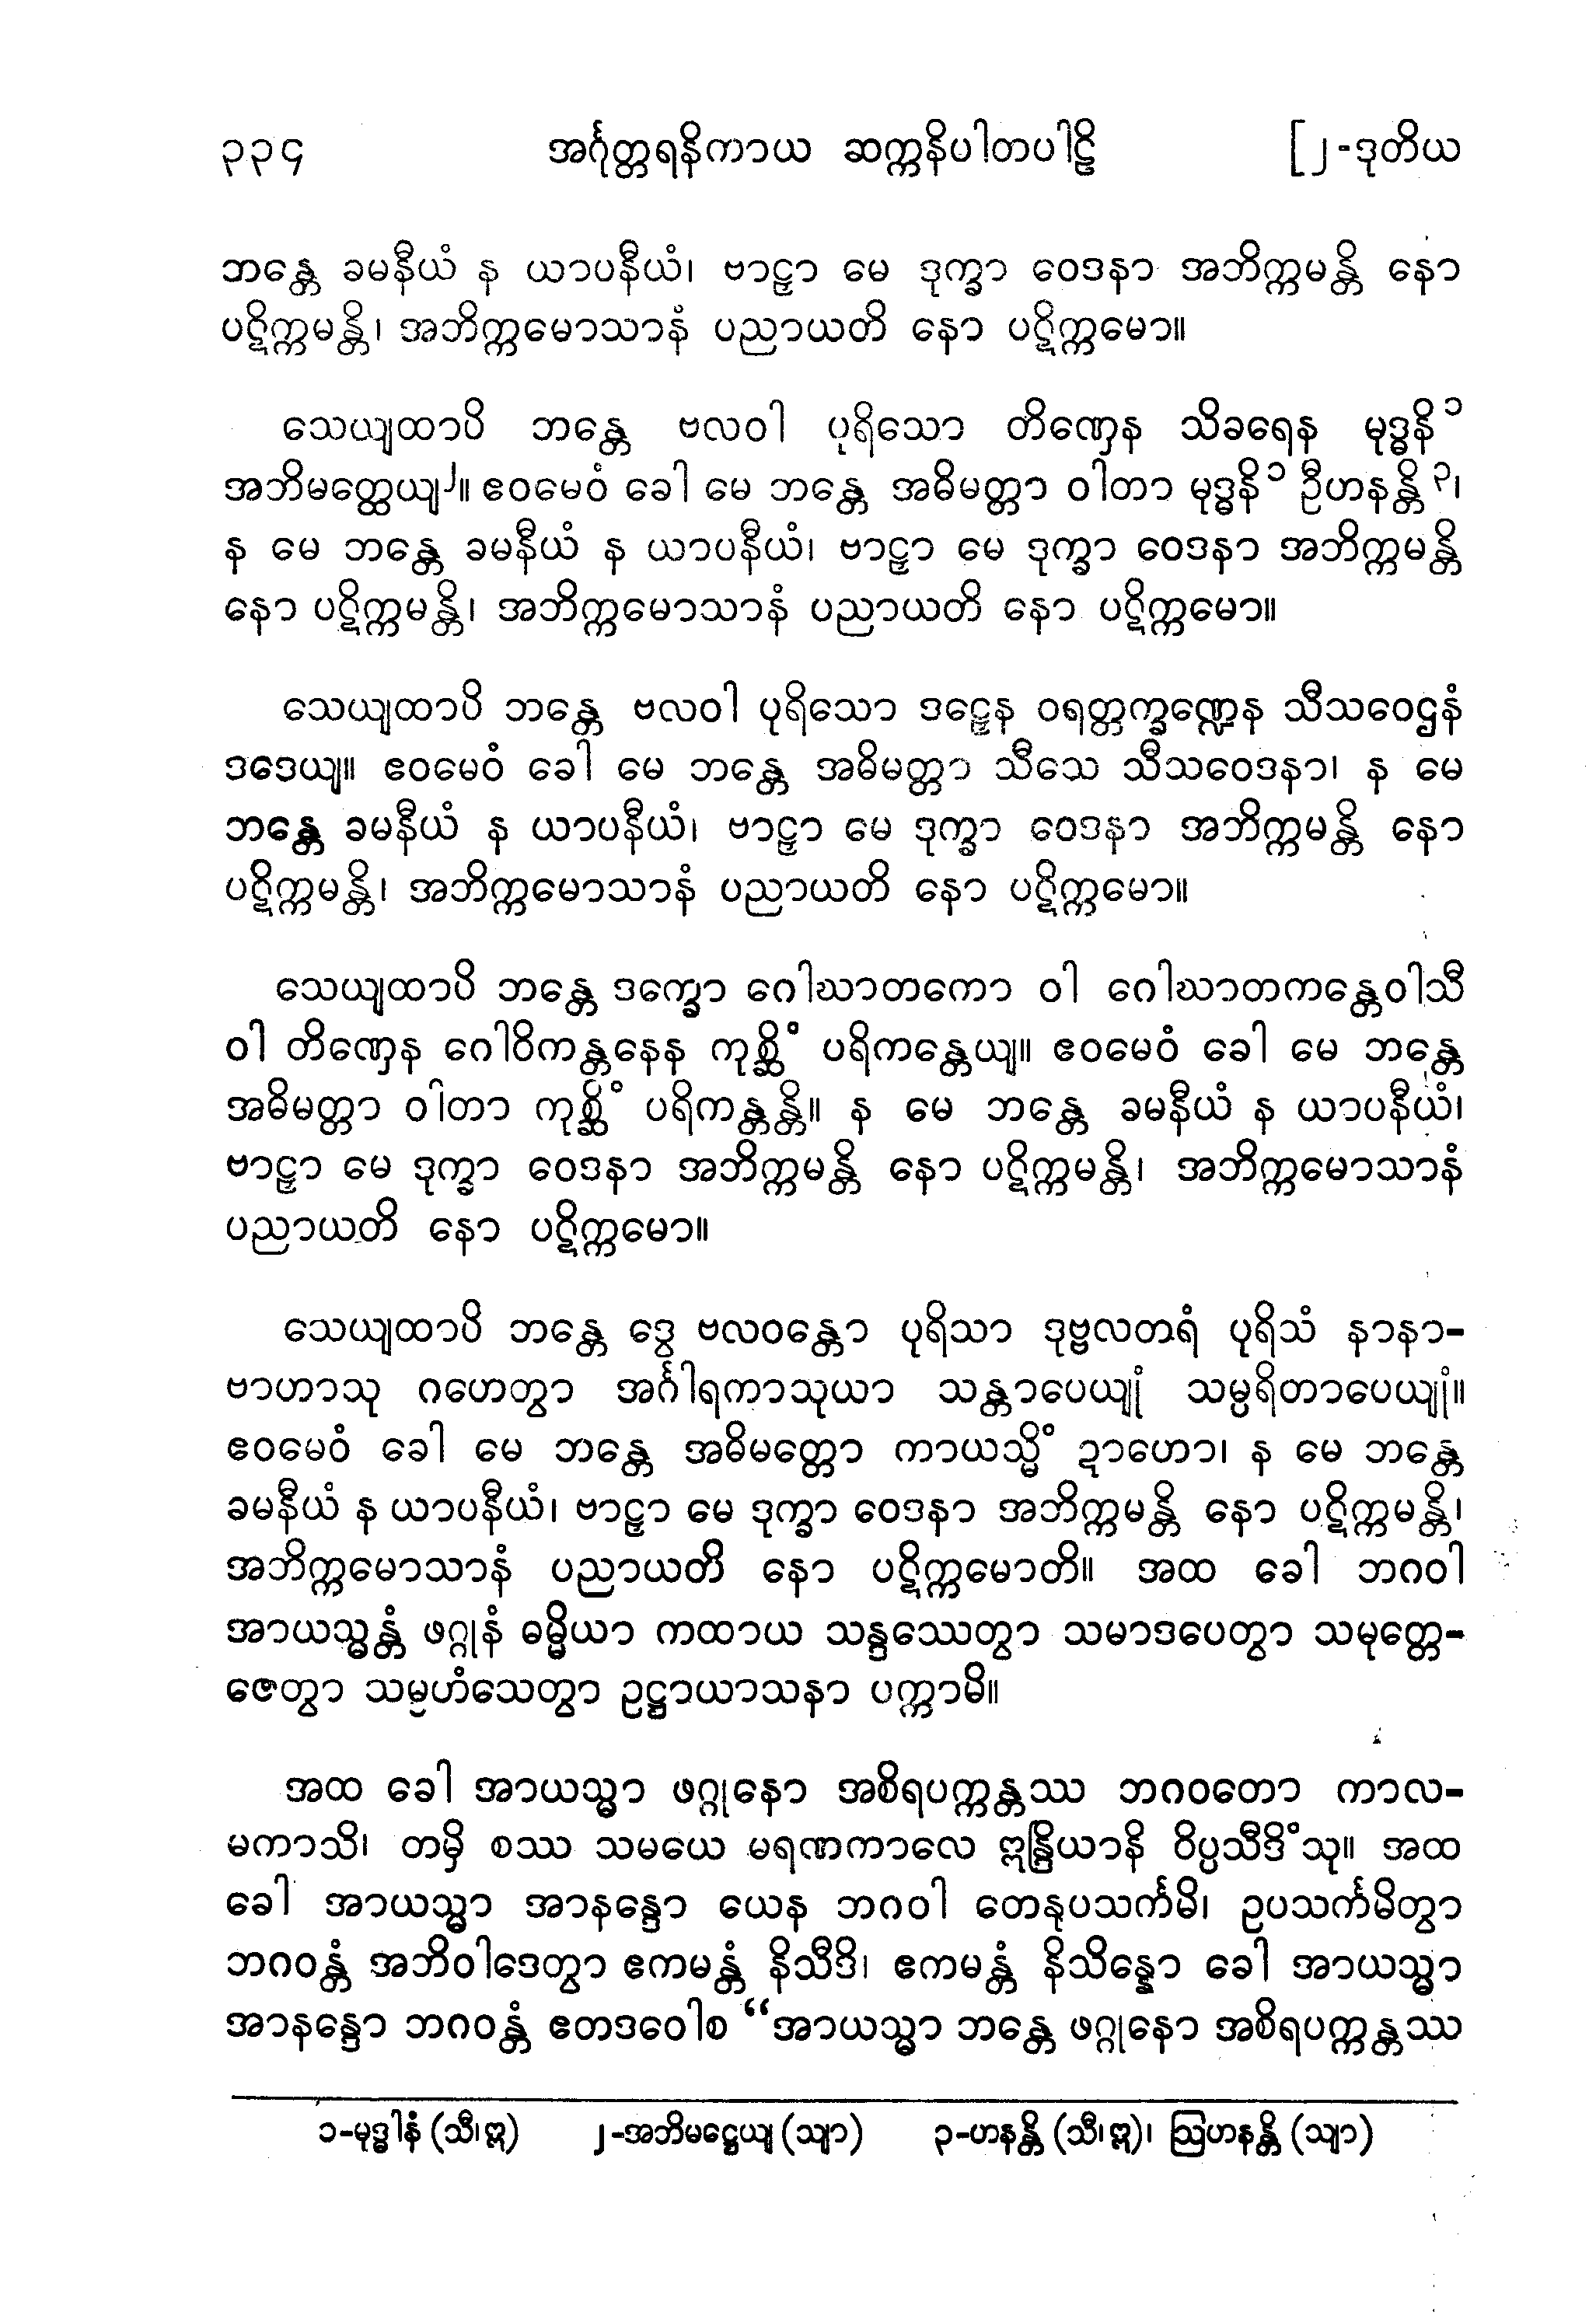 ၃၃၄ အင်္ဂုတ္တရနိကာယ ဆက္ကနိပါတပါဠိ [၂-ဒုတိယ
ဘန္တေ ခမနီယံ န ယာပနီယံ၊ ဗာဠှာ မေ ဒုက္ခာ ဝေဒနာ အဘိက္ကမန္တိ နော
ပဋိက္ကမန္တိ၊ အဘိက္ကမောသာနံ ပညာယတိ နော ပဋိက္ကမော။
သေယျထာပိ ဘန္တေ ဗလဝါ ပုရိသော တိဏှေန သိခရေန မုဒ္ဓနိ ၁
အဘိမတ္ထေယျ၂။ ဧဝမေဝံ ခေါ မေ ဘန္တေ အဓိမတ္တာ ဝါတာ မုဒ္ဓနိ ၁ ဦဟနန္တိ ၃၊
န မေ ဘန္တေ ခမနီယံ န ယာပနီယံ၊ ဗာဠှာ မေ ဒုက္ခာ ဝေဒနာ အဘိက္ကမန္တိ
နော ပဋိက္ကမန္တိ၊ အဘိက္ကမောသာနံ ပညာယတိ နော ပဋိက္ကမော။
သေယျထာပိ ဘန္တေ ဗလဝါ ပုရိသော ဒဠှေန ဝရတ္တက္ခဏ္ဍေန သီသဝေဌနံ
ဒဒေယျ။ ဧဝမေဝံ ခေါ မေ ဘန္တေ အဓိမတ္တာ သီသေ သီသဝေဒနာ၊ န မေ
ဘန္တေ ခမနီယံ န ယာပနီယံ၊ ဗာဠှာ မေ ဒုက္ခာ ဝေဒနာ အဘိက္ကမန္တိ နော
ပဋိက္ကမန္တိ၊ အဘိက္ကမောသာနံ ပညာယတိ နော ပဋိက္ကမော။
သေယျထာပိ ဘန္တေ ဒက္ခော ဂေါဃာတကော ဝါ ဂေါဃာတကန္တေဝါသီ
ဝါ တိဏှေန ဂေါဝိကန္တနေန ကုစ္ဆိံ ပရိကန္တေယျ။ ဧဝမေဝံ ခေါ မေ ဘန္တေ
အဓိမတ္တာ ဝါတာ ကုစ္ဆိံ ပရိကန္တန္တိ။ န မေ ဘန္တေ ခမနီယံ န ယာပနီယံ၊
ဗာဠှာ မေ ဒုက္ခာ ဝေဒနာ အဘိက္ကမန္တိ နော ပဋိက္ကမန္တိ၊ အဘိက္ကမောသာနံ
ပညာယတိ နော ပဋိက္ကမော။
သေယျထာပိ ဘန္တေ ဒွေ ဗလဝန္တော ပုရိသာ ဒုဗ္ဗလတရံ ပုရိသံ နာနာ-
ဗာဟာသု ဂဟေတွာ အင်္ဂါရကာသုယာ သန္တာပေယျုံ သမ္ပရိတာပေယျုံ။
ဧဝမေဝံ ခေါ မေ ဘန္တေ အဓိမတ္တော ကာယသ္မိံ ဍာဟော၊ န မေ ဘန္တေ
ခမနီယံ န ယာပနီယံ၊ ဗာဠှာ မေ ဒုက္ခာ ဝေဒနာ အဘိက္ကမန္တိ နော ပဋိက္ကမန္တိ၊
အဘိက္ကမောသာနံ ပညာယတိ နော ပဋိက္ကမောတိ။ အထ ခေါ ဘဂဝါ
အာယသ္မန္တံ ဖဂ္ဂုနံ ဓမ္မိယာ ကထာယ သန္ဒဿေတွာ သမာဒပေတွာ သမုတ္တေ-
ဇေတွာ သမ္ပဟံသေတွာ ဥဋ္ဌာယာသနာ ပက္ကာမိ။
အထ ခေါ အာယသ္မာ ဖဂ္ဂုနော အစိရပက္ကန္တဿ ဘဂဝတော ကာလ-
မကာသိ၊ တမှိ စဿ သမယေ မရဏကာလေ ဣန္ဒြိယာနိ ဝိပ္ပသီဒိံသု။ အထ
ခေါ အာယသ္မာ အာနန္ဒော ယေန ဘဂဝါ တေနုပသင်္ကမိ၊ ဥပသင်္ကမိတွာ
ဘဂဝန္တံ အဘိဝါဒေတွာ ဧကမန္တံ နိသီဒိ၊ ဧကမန္တံ နိသိန္နော ခေါ အာယသ္မာ
အာနန္ဒော ဘဂဝန္တံ ဧတဒဝေါစ “အာယသ္မာ ဘန္တေ ဖဂ္ဂုနော အစိရပက္ကန္တဿ
၁-မုဒ္ဓါနံ (သီ၊ဣ) ၂-အဘိမဋ္ဌေယျ (သျာ) ၃-ဟနန္တိ (သီ၊ဣ)၊ ဩဟနန္တိ (သျာ)